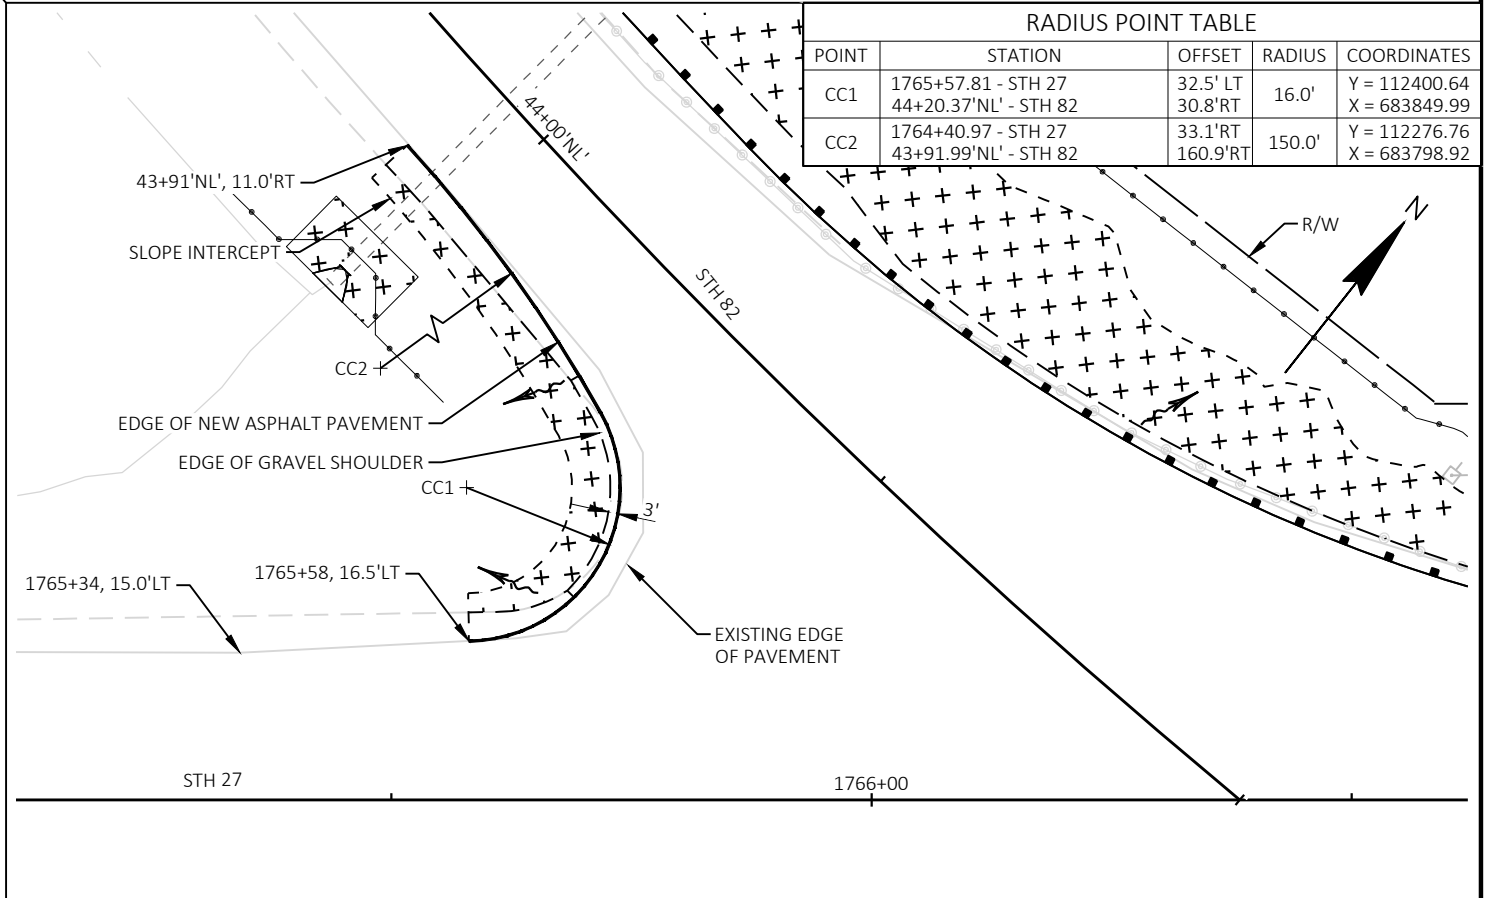 RADIUS POINT TABLE
POINT STATION OFFSET RADIUS COORDINATES
CC1 1765+57.81 - STH 27 32.5' LT 16.0' Y = 112400.64
44+20.37'NL' - STH 82 30.8'RT X = 683849.99
CC2 1764+40.97 - STH 27 33.1'RT 150.0' Y = 112276.76
43+91.99'NL' - STH 82 160.9'RT X = 683798.92
44+00'NL'
43+91'NL', 11.0'RT
SLOPE INTERCEPT
R/W
N
STH 82
CC2
EDGE OF NEW ASPHALT PAVEMENT
EDGE OF GRAVEL SHOULDER
CC1
3'
1765+34, 15.0'LT
1765+58, 16.5'LT
EXISTING EDGE
OF PAVEMENT
STH 27
1766+00